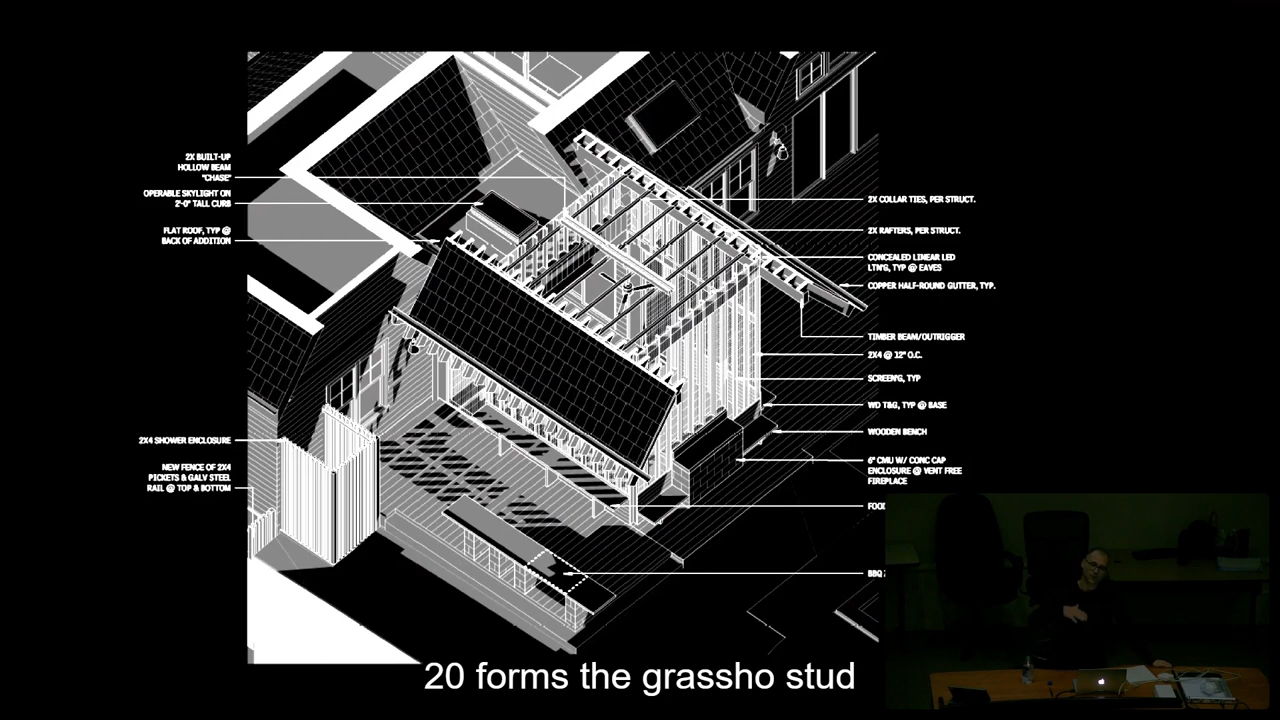 2X BUILT-UP
HOLLOW BEAM
"CHASE"
OPERABLE SKYLIGHT ON
2'-0" TALL CURB
FLAT ROOF, TYP @
BACK OF ADDITION
2X4 SHOWER ENCLOSURE
NEW FENCE OF 2X4
PICKETS & GALV STEEL
RAIL @ TOP & BOTTOM
2X COLLAR TIES, PER STRUCT.
2X RAFTERS, PER STRUCT.
CONCEALED LINEAR LED
LTN'G, TYP @ EAVES
COPPER HALF-ROUND GUTTER, TYP.
TIMBER BEAM/OUTRIGGER
2X4 @ 12" O.C.
SCREEN'G, TYP
WD T&G, TYP @ BASE
WOODEN BENCH
6" CMU W/ CONC CAP
ENCLOSURE @ VENT FREE
FIREPLACE
BBQ
20 forms the grassho stud